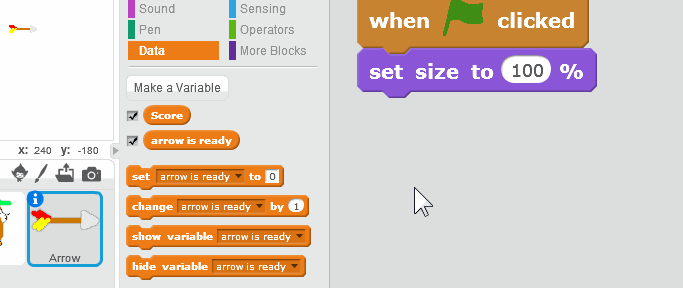 Sound
Sensing
Pen
Operators
Data
More Blocks
Make a Variable
Score
arrow is ready
set arrow is ready to 0
change arrow is ready by 1
show variable arrow is ready
hide variable arrow is ready
x: 240 y: -180
i
Arrow
when clicked
set size to 100 %